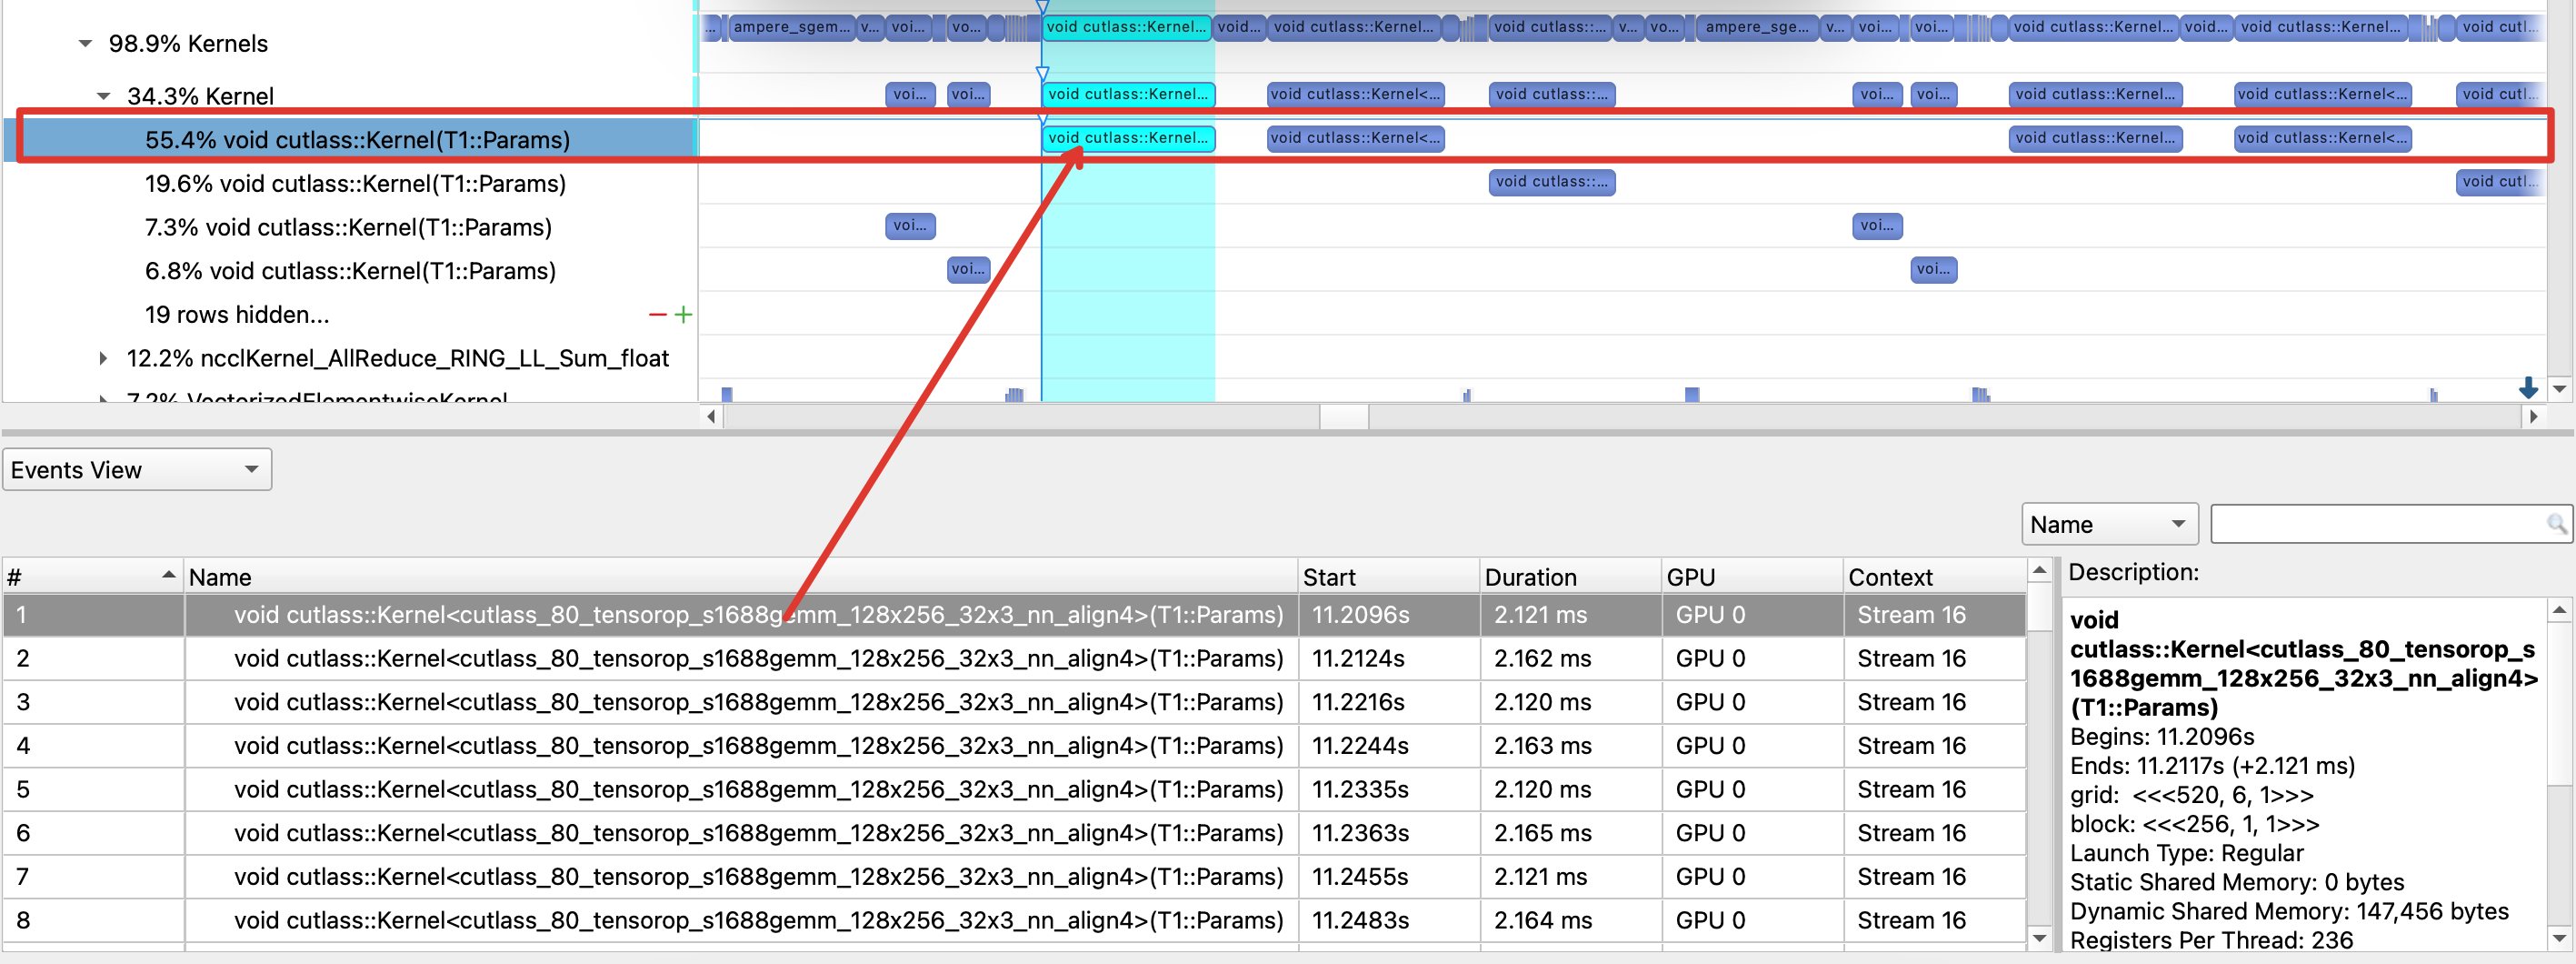 ... ampere_sgem... v... voi... vo... void cutlass::Kernel... void... void cutlass::Kernel... void cutlass::... v... vo... ampere_sge... v... voi... voi... void cutlass::Kernel... void... void cutlass::Kernel... void cutl...
98.9% Kernels
34.3% Kernel voi... voi... void cutlass::Kernel... void cutlass::Kernel<... void cutlass::... voi... voi... void cutlass::Kernel... void cutlass::Kernel<... void cutl...
55.4% void cutlass::Kernel(T1::Params) void cutlass::Kernel... void cutlass::Kernel<... void cutlass::Kernel... void cutlass::Kernel<...
19.6% void cutlass::Kernel(T1::Params) void cutlass::... void cutl...
7.3% void cutlass::Kernel(T1::Params) voi... voi...
6.8% void cutlass::Kernel(T1::Params) voi... voi...
19 rows hidden... − +
12.2% ncclKernel_AllReduce_RING_LL_Sum_float
7.2% VectorizedElementwiseKernel
Events View
Name
# Name Start Duration GPU Context
1 void cutlass::Kernel<cutlass_80_tensorop_s1688gemm_128x256_32x3_nn_align4>(T1::Params) 11.2096s 2.121 ms GPU 0 Stream 16
2 void cutlass::Kernel<cutlass_80_tensorop_s1688gemm_128x256_32x3_nn_align4>(T1::Params) 11.2124s 2.162 ms GPU 0 Stream 16
3 void cutlass::Kernel<cutlass_80_tensorop_s1688gemm_128x256_32x3_nn_align4>(T1::Params) 11.2216s 2.120 ms GPU 0 Stream 16
4 void cutlass::Kernel<cutlass_80_tensorop_s1688gemm_128x256_32x3_nn_align4>(T1::Params) 11.2244s 2.163 ms GPU 0 Stream 16
5 void cutlass::Kernel<cutlass_80_tensorop_s1688gemm_128x256_32x3_nn_align4>(T1::Params) 11.2335s 2.120 ms GPU 0 Stream 16
6 void cutlass::Kernel<cutlass_80_tensorop_s1688gemm_128x256_32x3_nn_align4>(T1::Params) 11.2363s 2.165 ms GPU 0 Stream 16
7 void cutlass::Kernel<cutlass_80_tensorop_s1688gemm_128x256_32x3_nn_align4>(T1::Params) 11.2455s 2.121 ms GPU 0 Stream 16
8 void cutlass::Kernel<cutlass_80_tensorop_s1688gemm_128x256_32x3_nn_align4>(T1::Params) 11.2483s 2.164 ms GPU 0 Stream 16
Description:
void
cutlass::Kernel<cutlass_80_tensorop_s
1688gemm_128x256_32x3_nn_align4>
(T1::Params)
Begins: 11.2096s
Ends: 11.2117s (+2.121 ms)
grid: <<<520, 6, 1>>>
block: <<<256, 1, 1>>>
Launch Type: Regular
Static Shared Memory: 0 bytes
Dynamic Shared Memory: 147,456 bytes
Registers Per Thread: 236